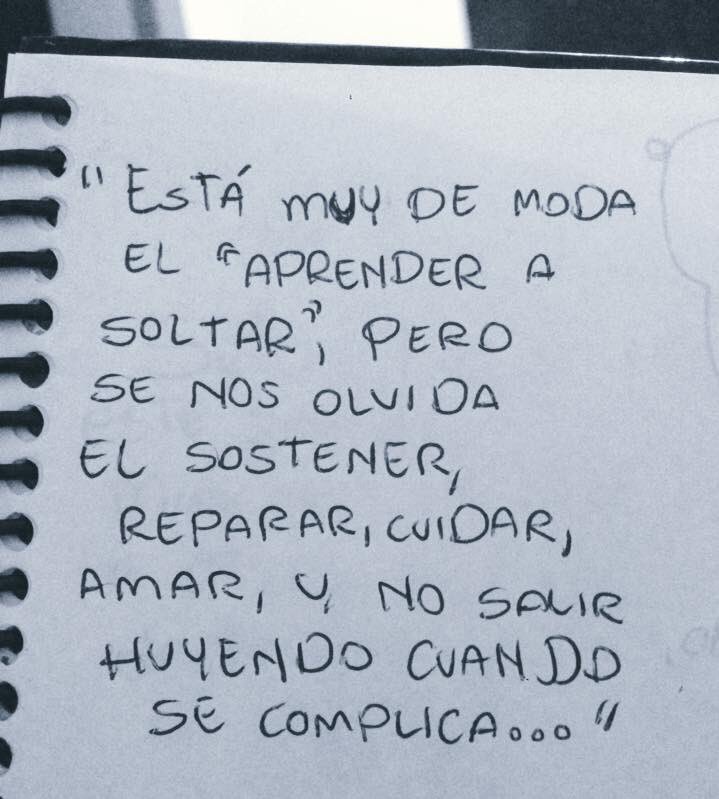 "ESTÁ MUY DE MODA
EL "APRENDER A
SOLTAR", PERO
SE NOS OLVIDA
EL SOSTENER,
REPARAR, CUIDAR,
AMAR, Y NO SALIR
HUYENDO CUANDO
SE COMPLICA..."